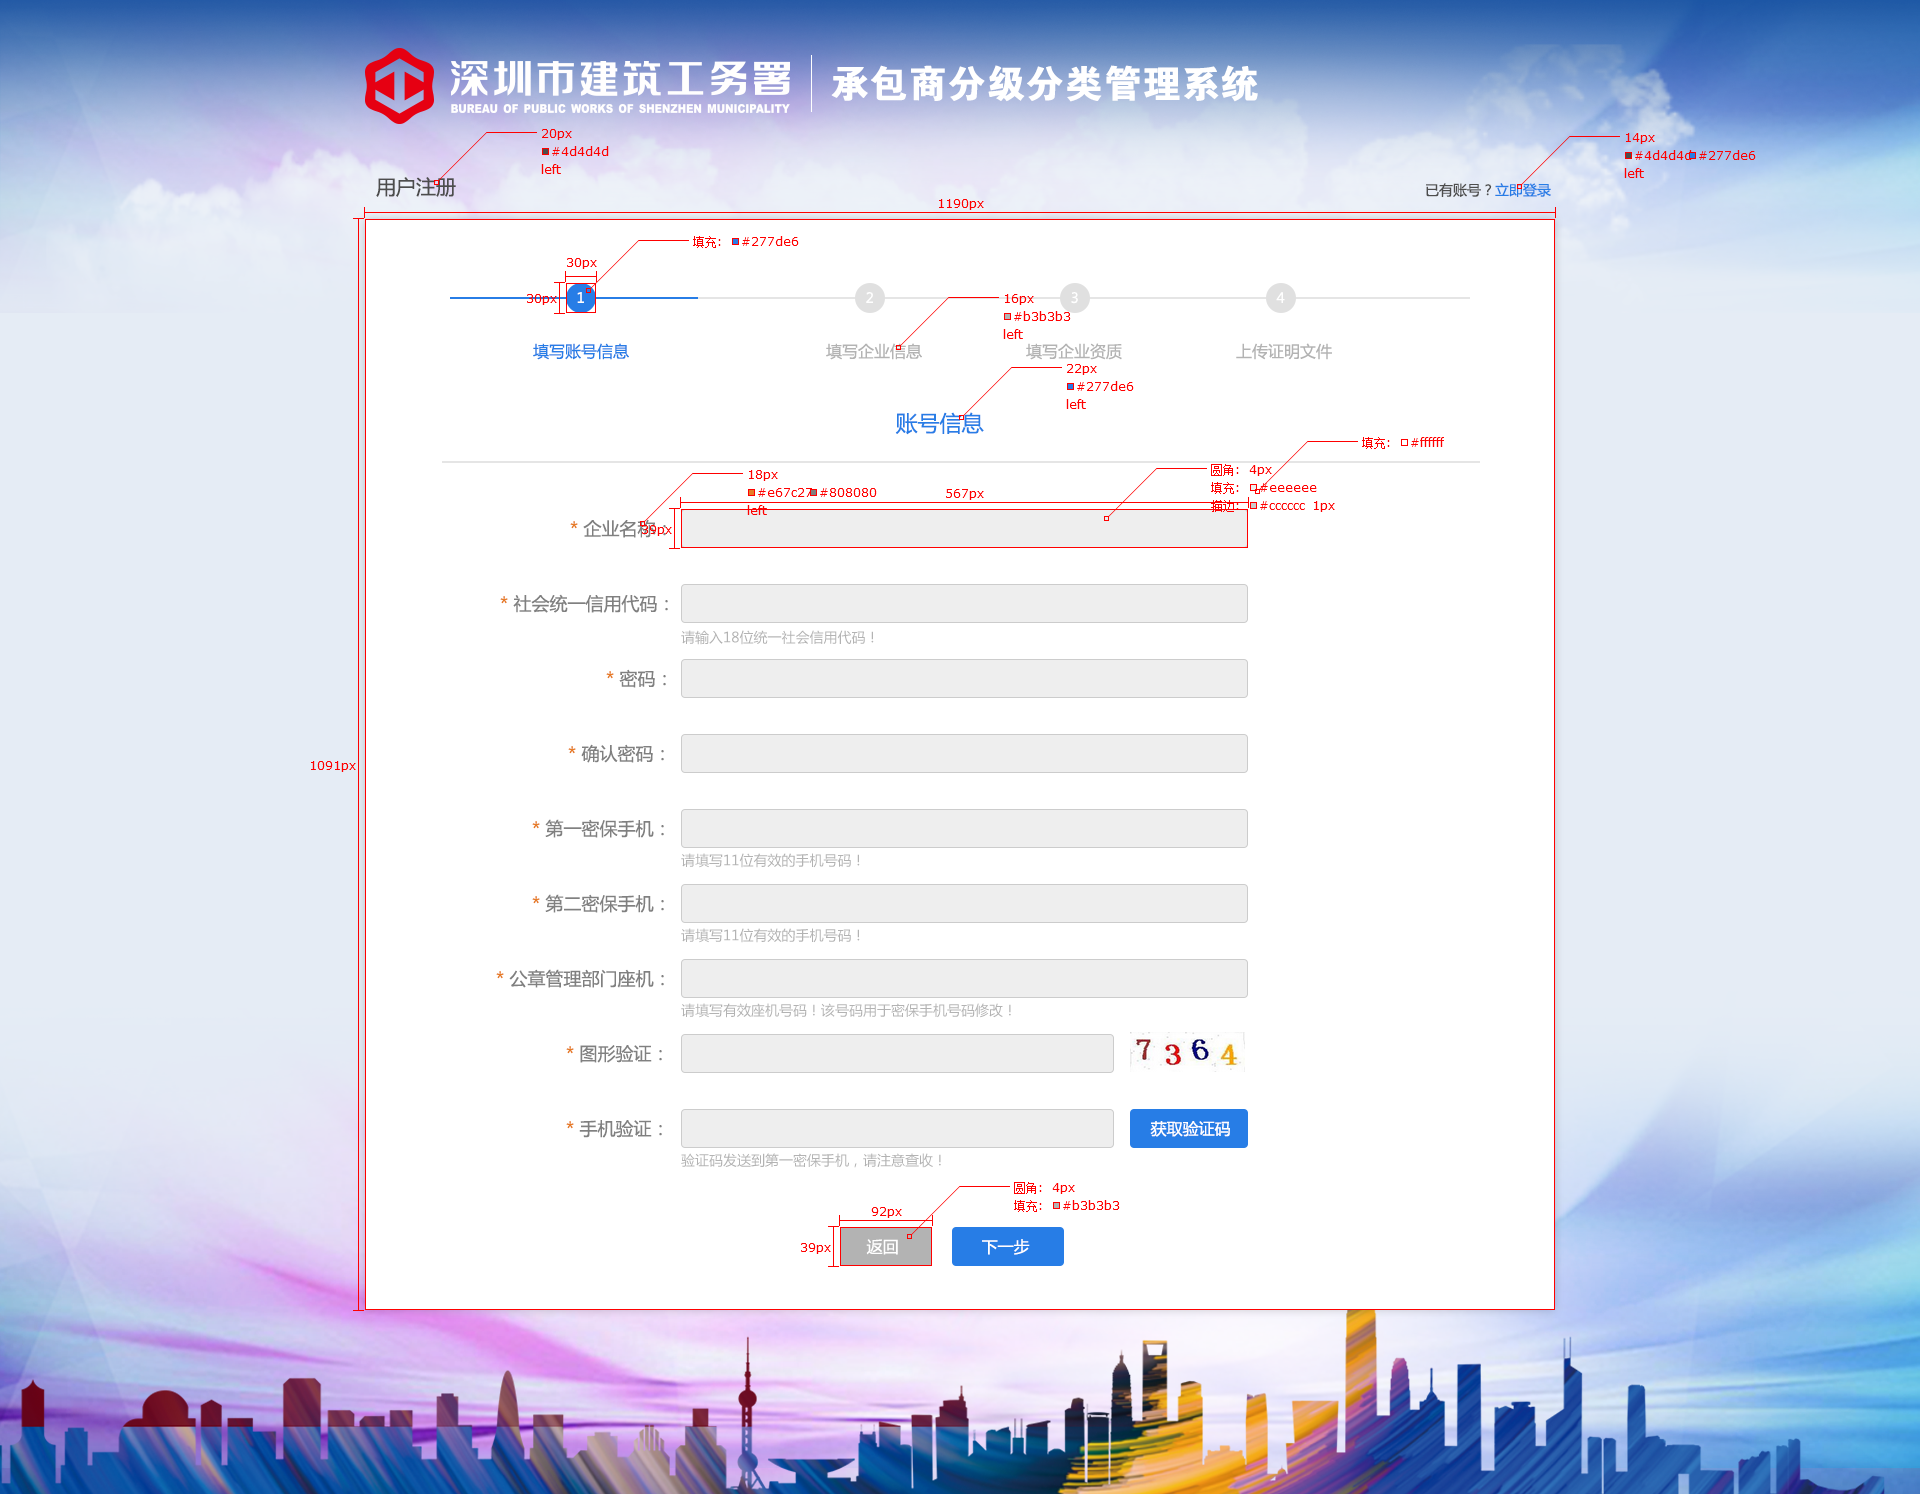 深圳市建筑工务署
BUREAU OF PUBLIC WORKS OF SHENZHEN MUNICIPALITY
承包商分级分类管理系统
20px
#4d4d4d
left
14px
#4d4d4d #277de6
left
用户注册
已有账号？立即登录
1190px
填充： #277de6
30px
30px
1
2
3
4
16px
#b3b3b3
left
填写账号信息
填写企业信息
填写企业资质
上传证明文件
22px
#277de6
left
账号信息
填充： #ffffff
18px
#e67c27 #808080
left
567px
圆角： 4px
填充： #eeeeee
描边： #cccccc 1px
* 企业名称：
39px
* 社会统一信用代码：
请输入18位统一社会信用代码！
* 密码：
* 确认密码：
1091px
* 第一密保手机：
请填写11位有效的手机号码！
* 第二密保手机：
请填写11位有效的手机号码！
* 公章管理部门座机：
请填写有效座机号码！该号码用于密保手机号码修改！
* 图形验证：
7364
* 手机验证：
获取验证码
验证码发送到第一密保手机，请注意查收！
圆角： 4px
填充： #b3b3b3
92px
39px
返回
下一步